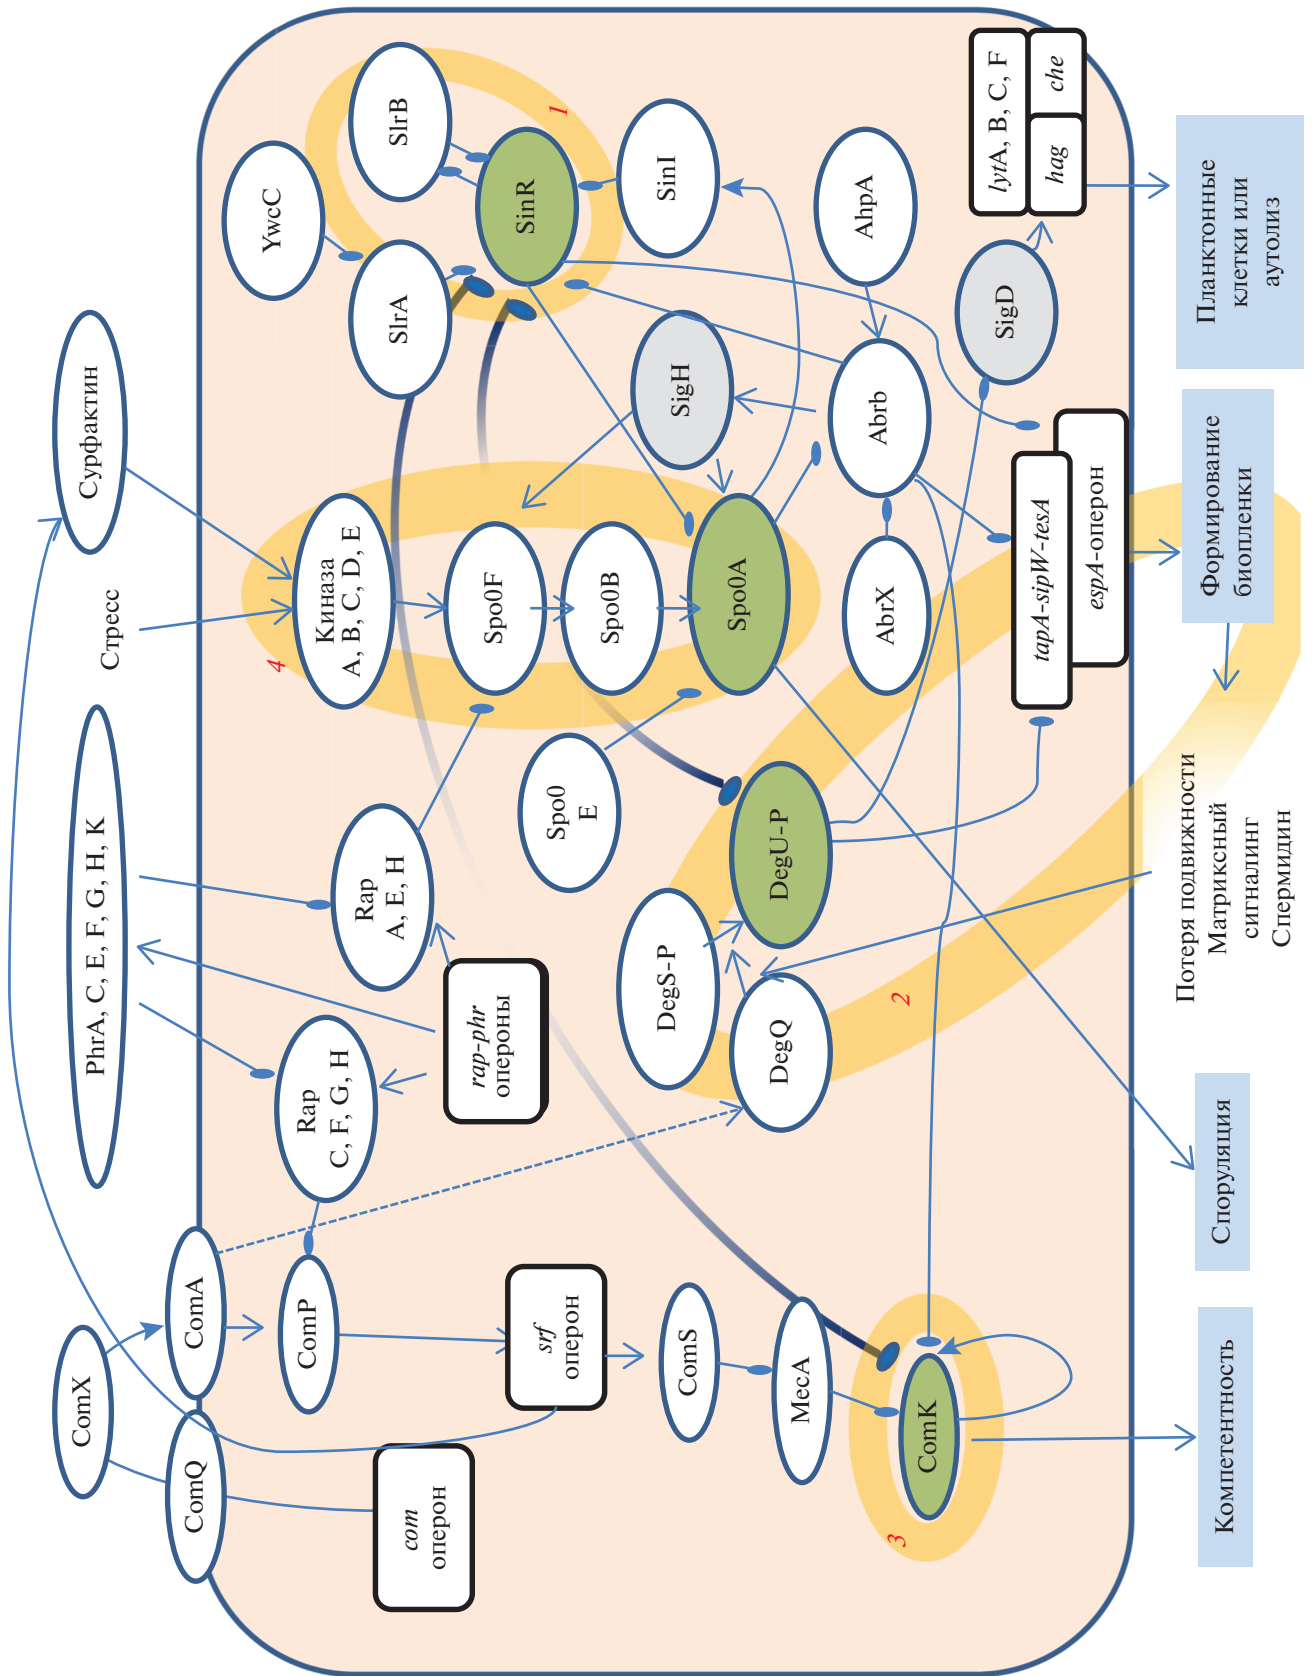 ComX
PhrA, C, E, F, G, H, K
Стресс
Сурфактин
ComQ
ComA
YwcC
ComP
Rap
C, F, G, H
Rap
A, E, H
4
Киназа
A, B, C, D, E
SlrA
SlrB
com
оперон
rap-phr
опероны
Spo0F
SinR
1
srf
оперон
Spo0
E
Spo0B
ComS
DegS-P
SigH
SinI
MecA
DegQ
DegU-P
Spo0A
ComK
3
2
AbrX
Abrb
AhpA
SigD
lytA, B, C, F
hag
che
tapA-sipW-tesA
espA-оперон
Компетентность
Споруляция
Потеря подвижности
Матриксный
сигналинг
Спермидин
Формирование
биопленки
Планктонные
клетки или
аутолиз